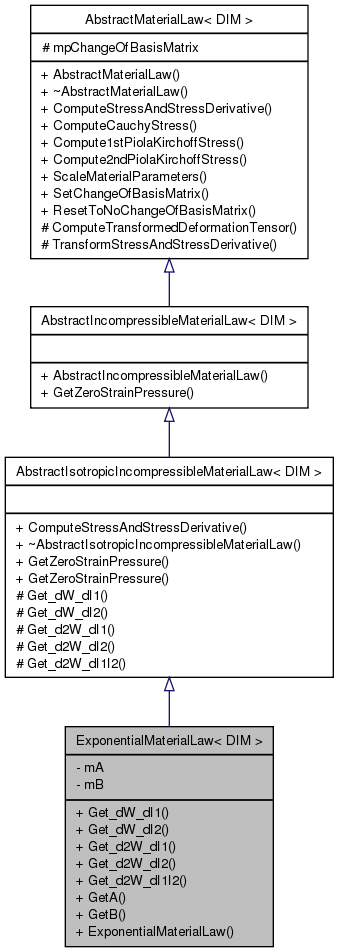 AbstractMaterialLaw< DIM >
# mpChangeOfBasisMatrix
+ AbstractMaterialLaw()
+ ~AbstractMaterialLaw()
+ ComputeStressAndStressDerivative()
+ ComputeCauchyStress()
+ Compute1stPiolaKirchoffStress()
+ Compute2ndPiolaKirchoffStress()
+ ScaleMaterialParameters()
+ SetChangeOfBasisMatrix()
+ ResetToNoChangeOfBasisMatrix()
# ComputeTransformedDeformationTensor()
# TransformStressAndStressDerivative()
AbstractIncompressibleMaterialLaw< DIM >
+ AbstractIncompressibleMaterialLaw()
+ GetZeroStrainPressure()
AbstractIsotropicIncompressibleMaterialLaw< DIM >
+ ComputeStressAndStressDerivative()
+ ~AbstractIsotropicIncompressibleMaterialLaw()
+ GetZeroStrainPressure()
+ GetZeroStrainPressure()
# Get_dW_dI1()
# Get_dW_dI2()
# Get_d2W_dI1()
# Get_d2W_dI2()
# Get_d2W_dI1I2()
ExponentialMaterialLaw< DIM >
- mA
- mB
+ Get_dW_dI1()
+ Get_dW_dI2()
+ Get_d2W_dI1()
+ Get_d2W_dI2()
+ Get_d2W_dI1I2()
+ GetA()
+ GetB()
+ ExponentialMaterialLaw()